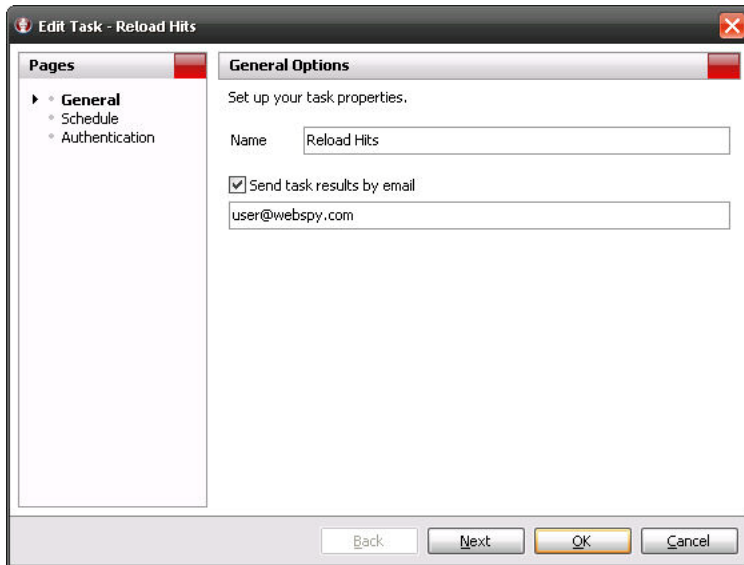 Edit Task - Reload Hits
Pages
General
Schedule
Authentication
General Options
Set up your task properties.
Name Reload Hits
Send task results by email
user@webspy.com
Back Next OK Cancel